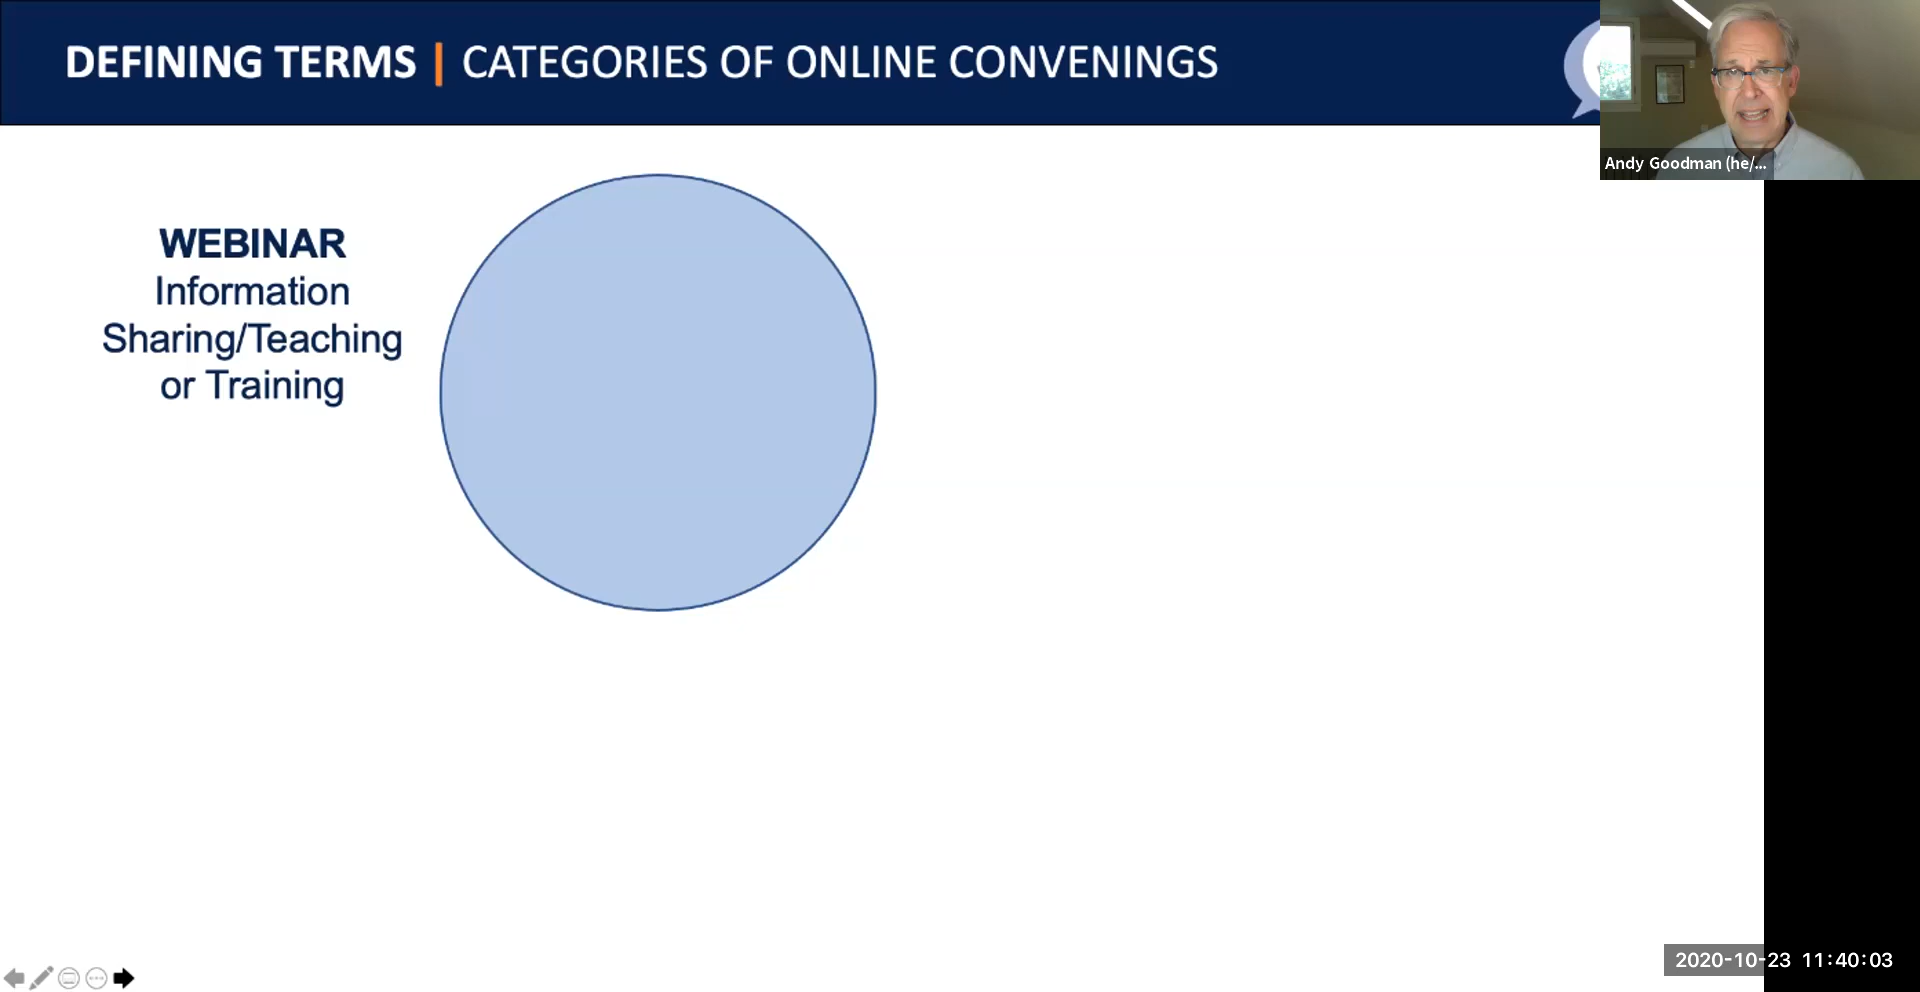 DEFINING TERMS | CATEGORIES OF ONLINE CONVENINGS
Andy Goodman (he/...
WEBINAR
Information
Sharing/Teaching
or Training
2020-10-23 11:40:03